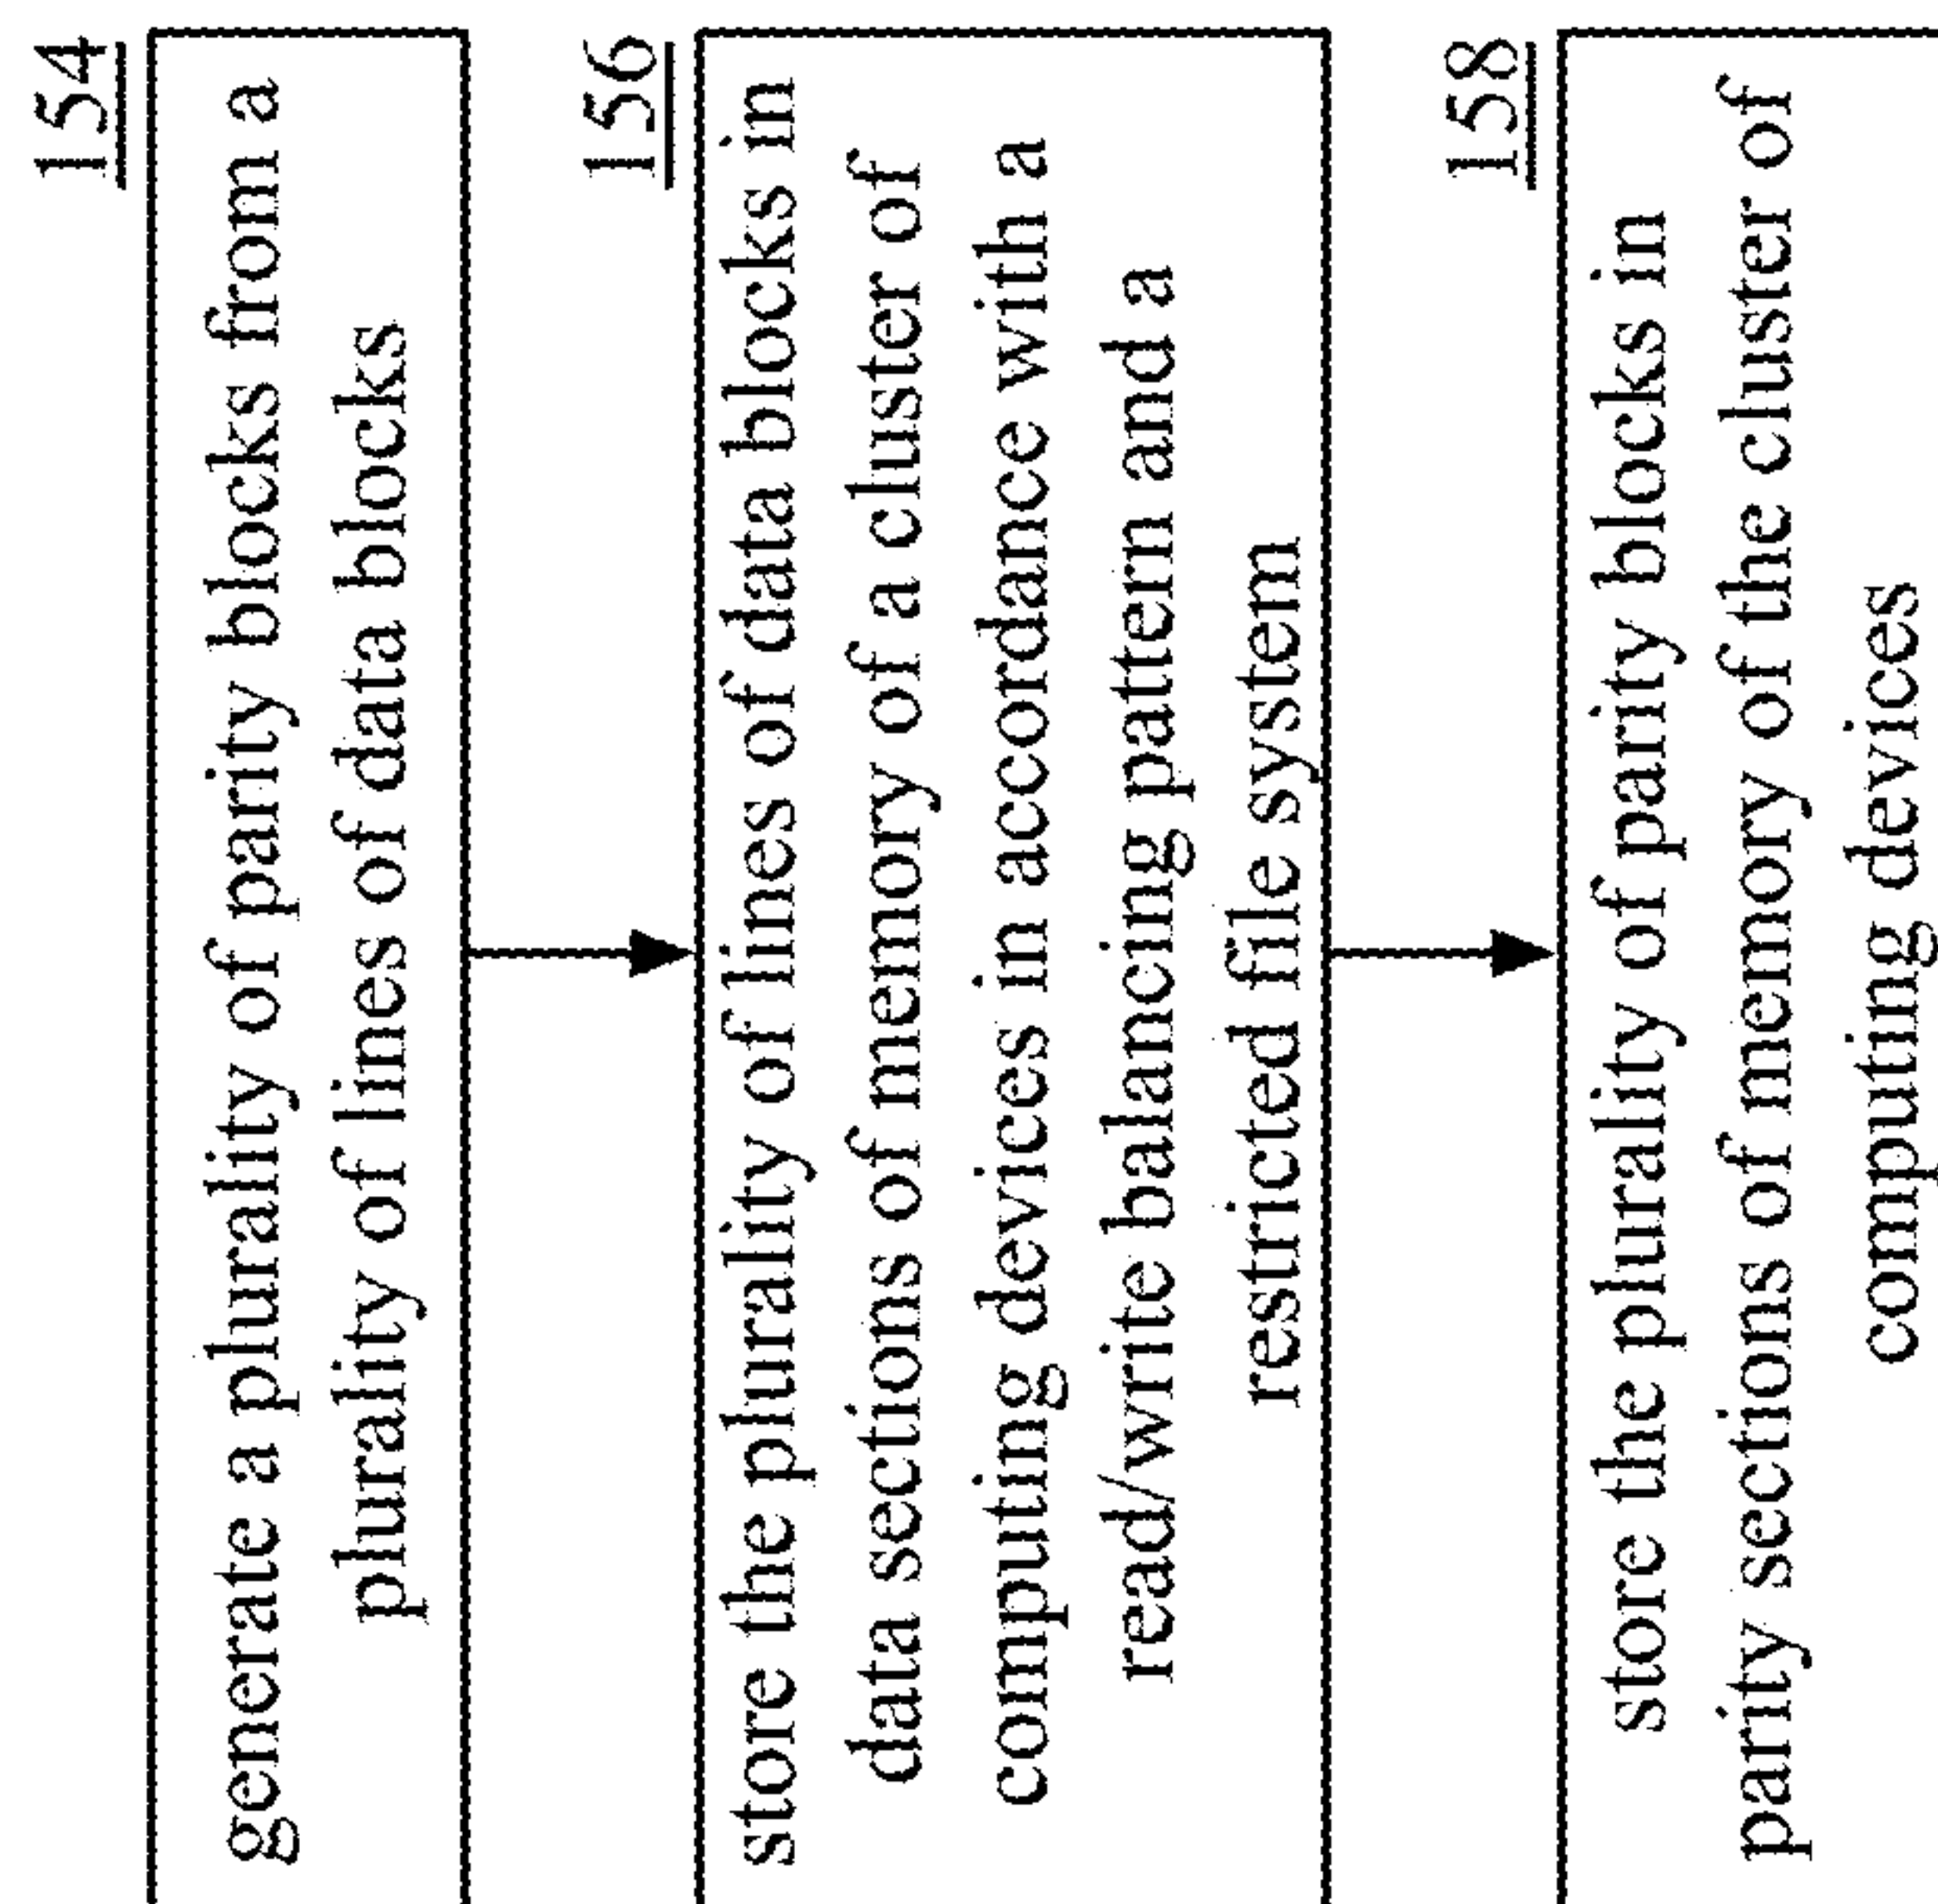 154
generate a plurality of parity blocks from a
plurality of lines of data blocks
156
store the plurality of lines of data blocks in
data sections of memory of a cluster of
computing devices in accordance with a
read/write balancing pattern and a
restricted file system
158
store the plurality of parity blocks in
parity sections of memory of the cluster of
computing devices